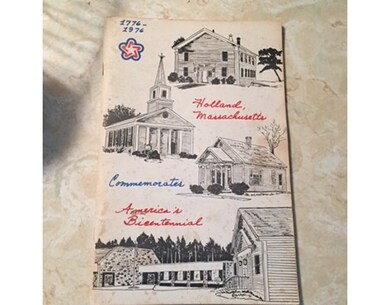 1776-
1976
Holland,
Massachusetts
Commemorates
America's
Bicentennial